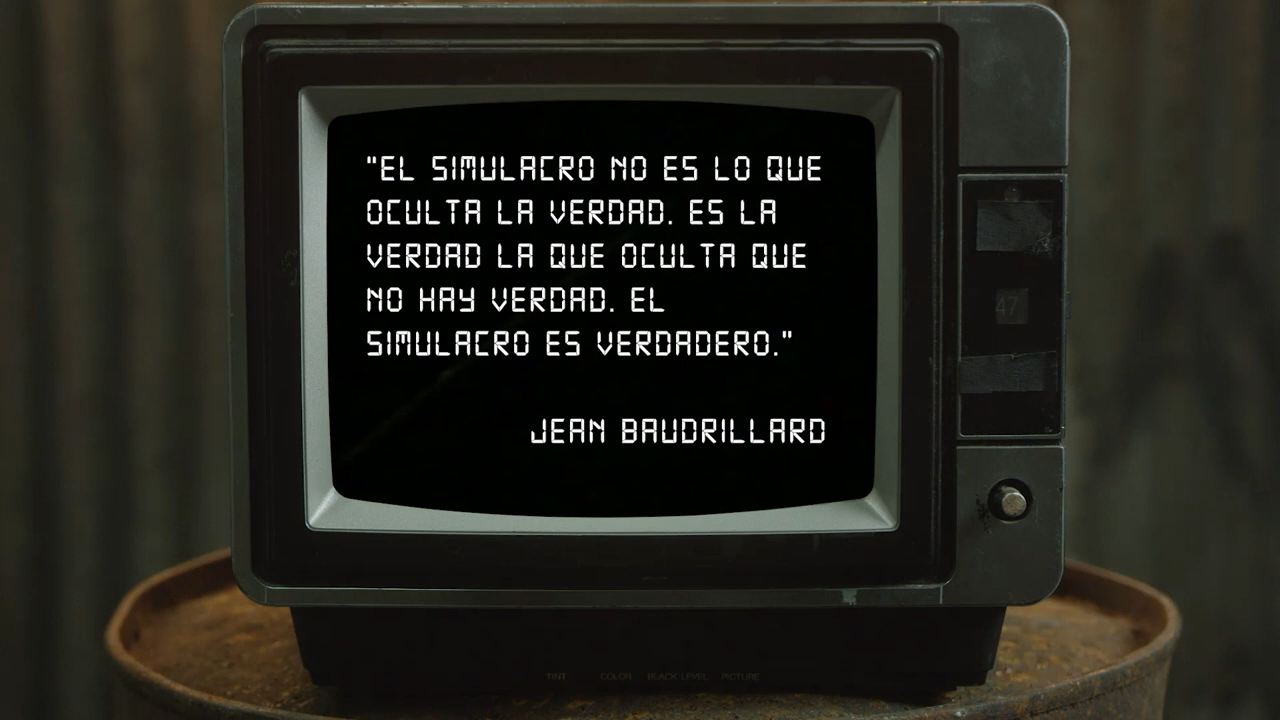 "EL SIMULACRO NO ES LO QUE
OCULTA LA VERDAD. ES LA
VERDAD LA QUE OCULTA QUE
NO HAY VERDAD. EL
SIMULACRO ES VERDADERO."
JEAN BAUDRILLARD
47
TINT COLOR BLACK LEVEL PICTURE